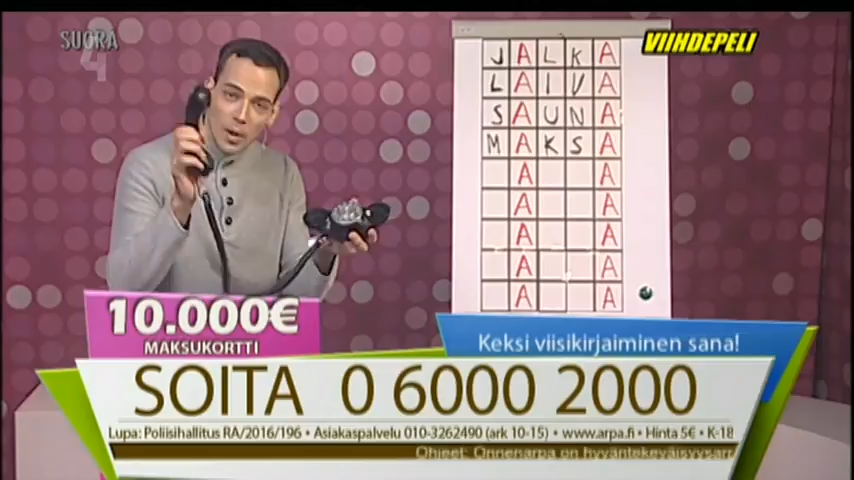 SUORA
4
VIIHDEPELI
JALKA
LAIVA
SAUNA
MAKSA
A A
A A
A A
A A
A A
10.000€
MAKSUKORTTI
Keksi viisikirjaiminen sana!
SOITA 0 6000 2000
Lupa: Poliisihallitus RA/2016/196 • Asiakaspalvelu 010-3262490 (ark 10-15) • www.arpa.fi • Hinta 5€ • K-18
Ohjeet: Onnenarpa on hyväntekeväisyysarp